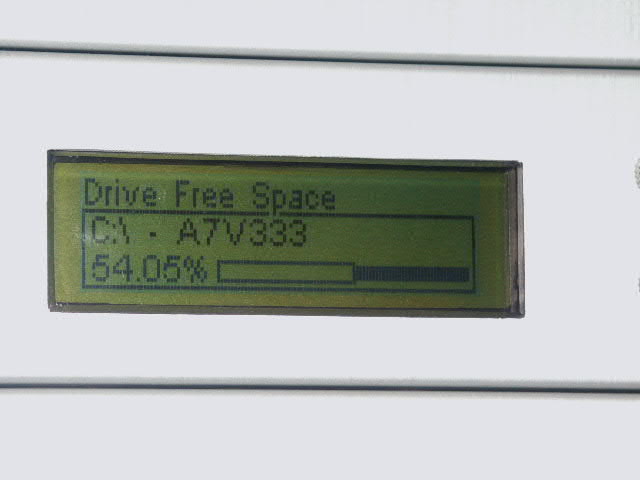 Drive Free Space
C:\ - A7V333
54.05%